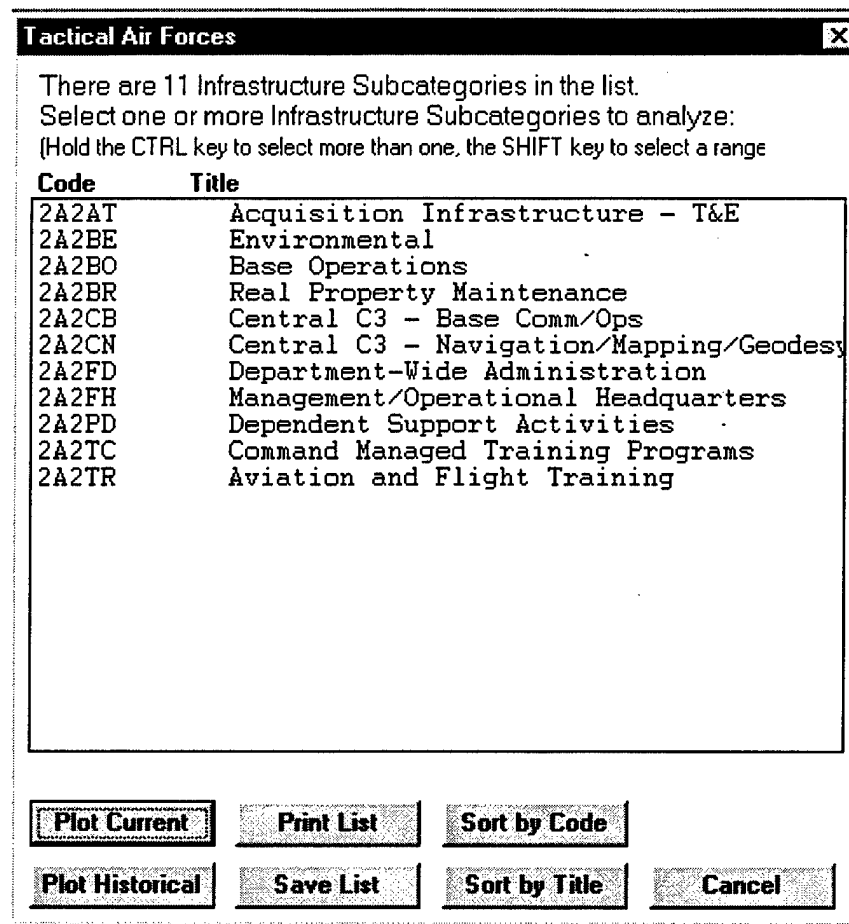 Tactical Air Forces
There are 11 Infrastructure Subcategories in the list.
Select one or more Infrastructure Subcategories to analyze:
(Hold the CTRL key to select more than one, the SHIFT key to select a range
Code Title
2A2AT Acquisition Infrastructure - T&E
2A2BE Environmental
2A2BO Base Operations
2A2BR Real Property Maintenance
2A2CB Central C3 - Base Comm/Ops
2A2CN Central C3 - Navigation/Mapping/Geodesy
2A2FD Department-Wide Administration
2A2FH Management/Operational Headquarters
2A2PD Dependent Support Activities
2A2TC Command Managed Training Programs
2A2TR Aviation and Flight Training
Plot Current Print List Sort by Code
Plot Historical Save List Sort by Title Cancel